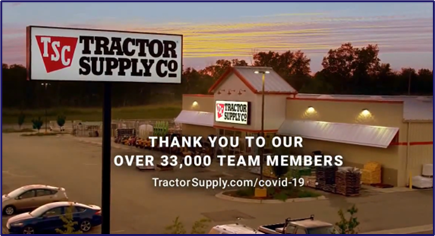 TSC TRACTOR
SUPPLY CO
TRACTOR
SUPPLY CO
THANK YOU TO OUR
OVER 33,000 TEAM MEMBERS
TractorSupply.com/covid-19